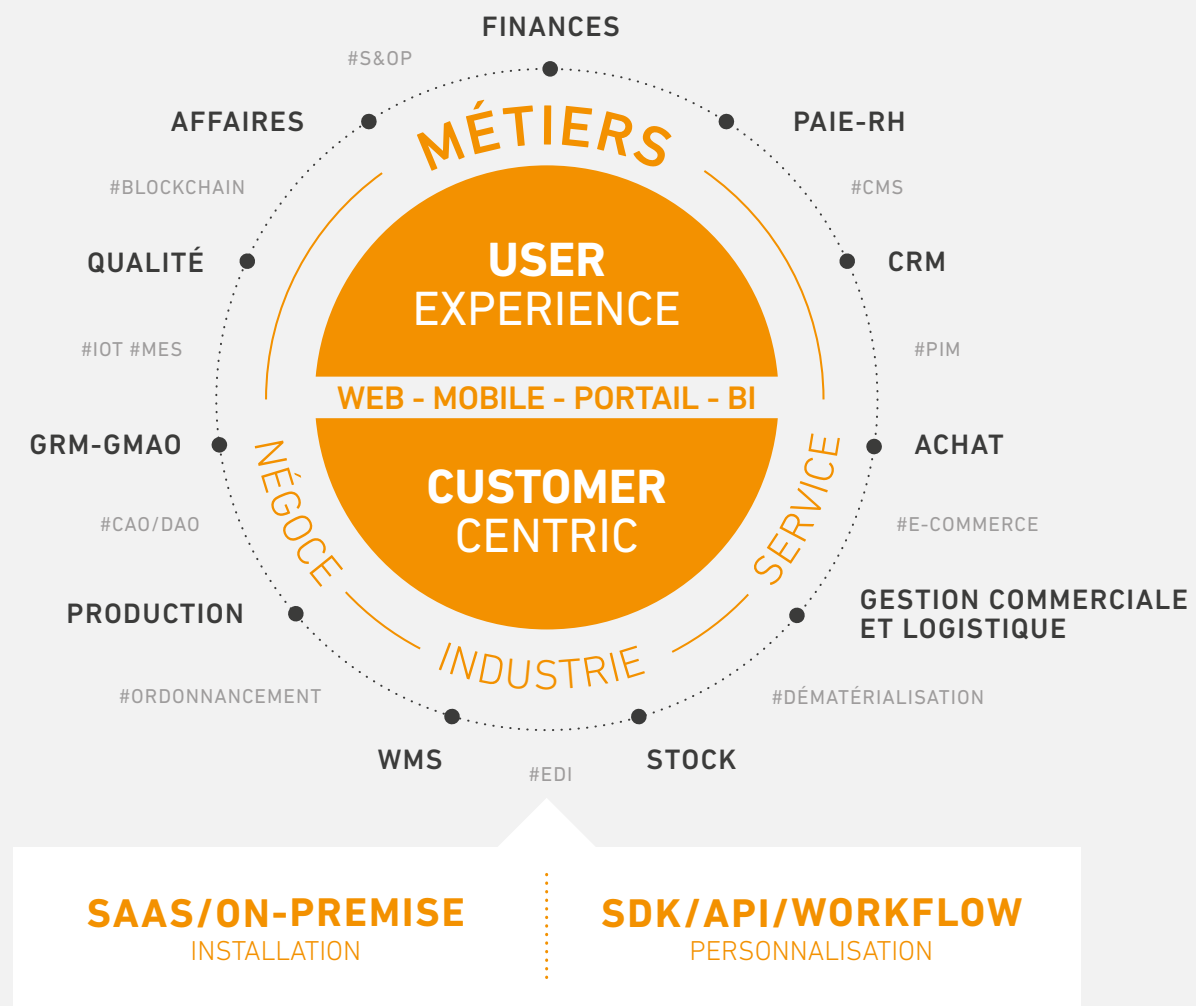 FINANCES
#S&OP
AFFAIRES
PAIE-RH
MÉTIERS
#BLOCKCHAIN
#CMS
QUALITÉ
CRM
USER
EXPERIENCE
#IOT #MES
#PIM
WEB - MOBILE - PORTAIL - BI
GRM-GMAO
ACHAT
NÉGOCE
SERVICE
CUSTOMER
CENTRIC
#CAO/DAO
#E-COMMERCE
PRODUCTION
GESTION COMMERCIALE
ET LOGISTIQUE
INDUSTRIE
#ORDONNANCEMENT
#DÉMATÉRIALISATION
WMS
STOCK
#EDI
SAAS/ON-PREMISE
INSTALLATION
SDK/API/WORKFLOW
PERSONNALISATION